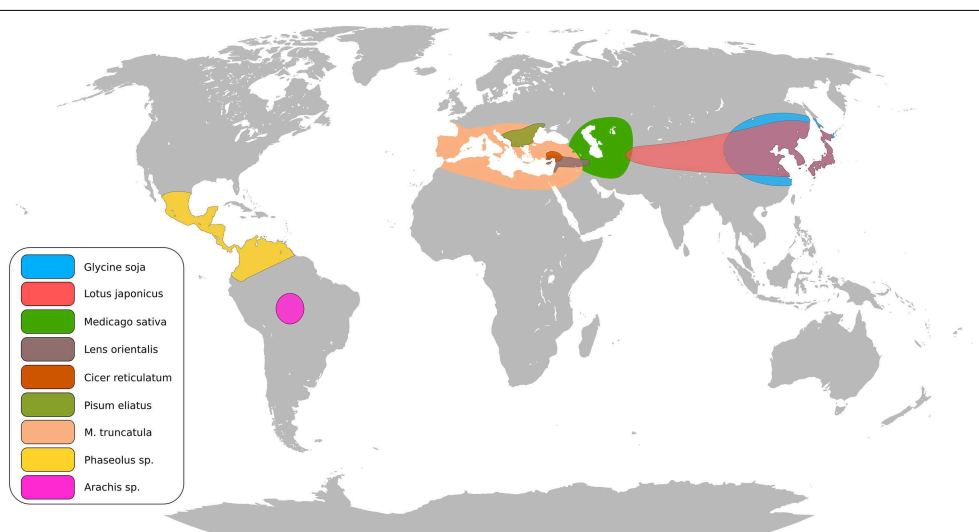 Glycine soja
Lotus japonicus
Medicago sativa
Lens orientalis
Cicer reticulatum
Pisum eliatus
M. truncatula
Phaseolus sp.
Arachis sp.